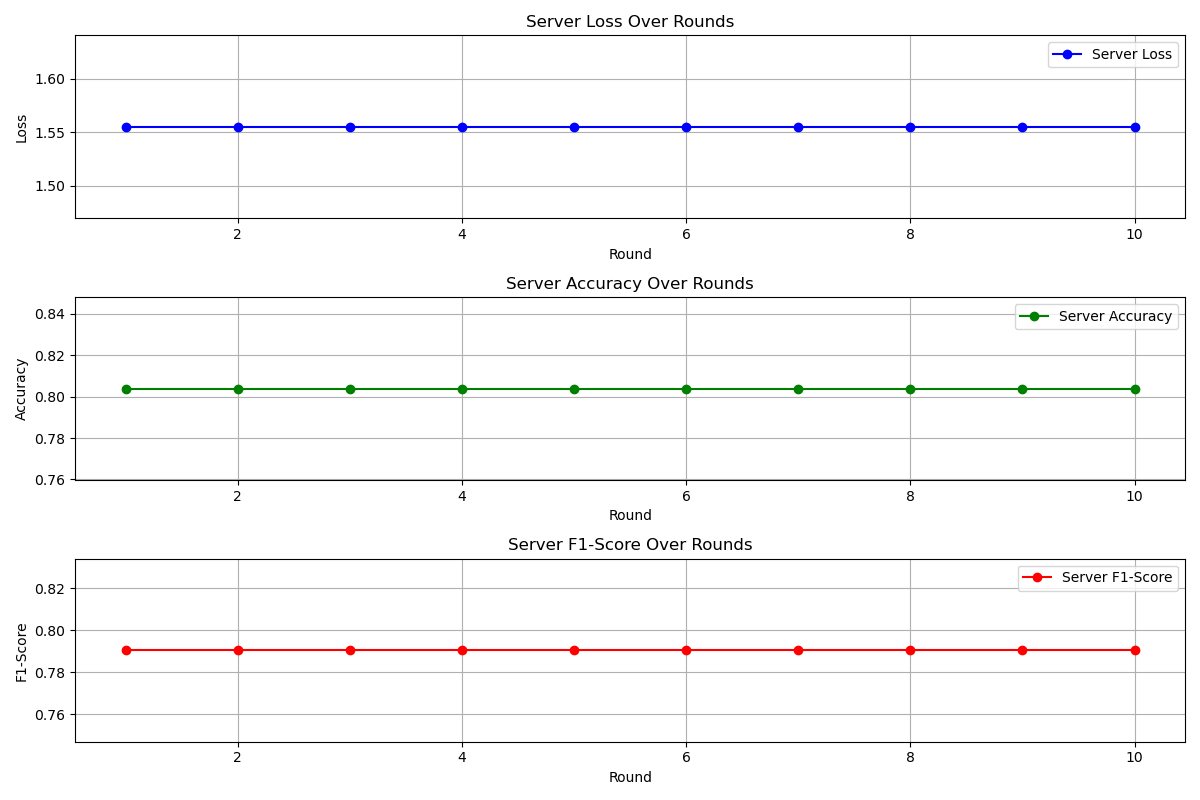 Server Loss Over Rounds
Server Loss
1.60
1.55
1.50
Loss
2 4 6 8 10
Round
Server Accuracy Over Rounds
Server Accuracy
0.84
0.82
0.80
0.78
0.76
Accuracy
2 4 6 8 10
Round
Server F1-Score Over Rounds
Server F1-Score
0.82
0.80
0.78
0.76
F1-Score
2 4 6 8 10
Round